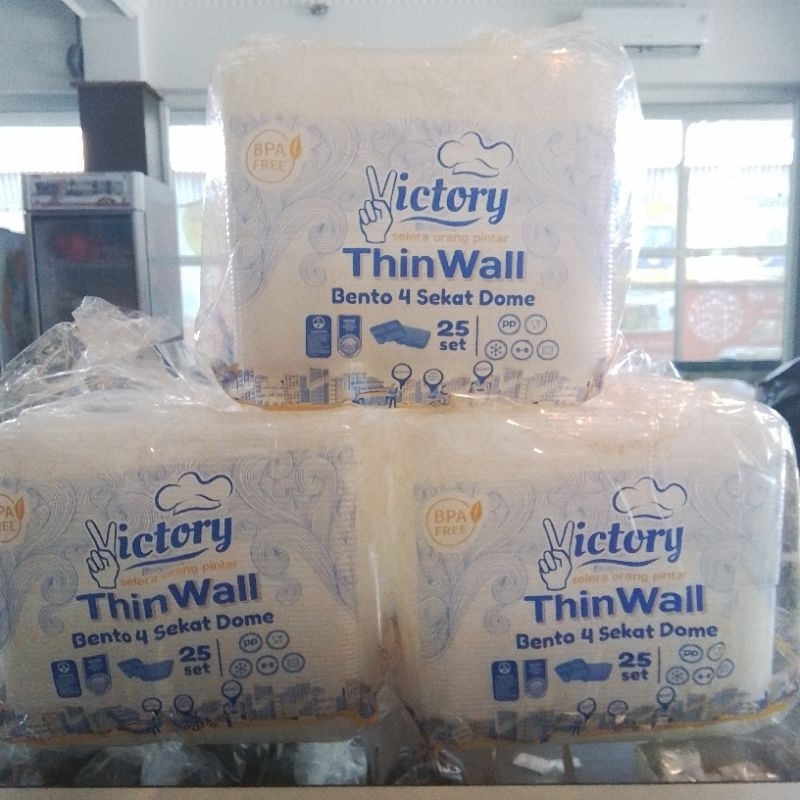 BPA
FREE
Victory
selera orang pintar
ThinWall
Bento 4 Sekat Dome
25
set
PP
BPA
FREE
Victory
selera orang pintar
ThinWall
Bento 4 Sekat Dome
25
set
PP
BPA
FREE
Victory
selera orang pintar
ThinWall
Bento 4 Sekat Dome
25
set
PP